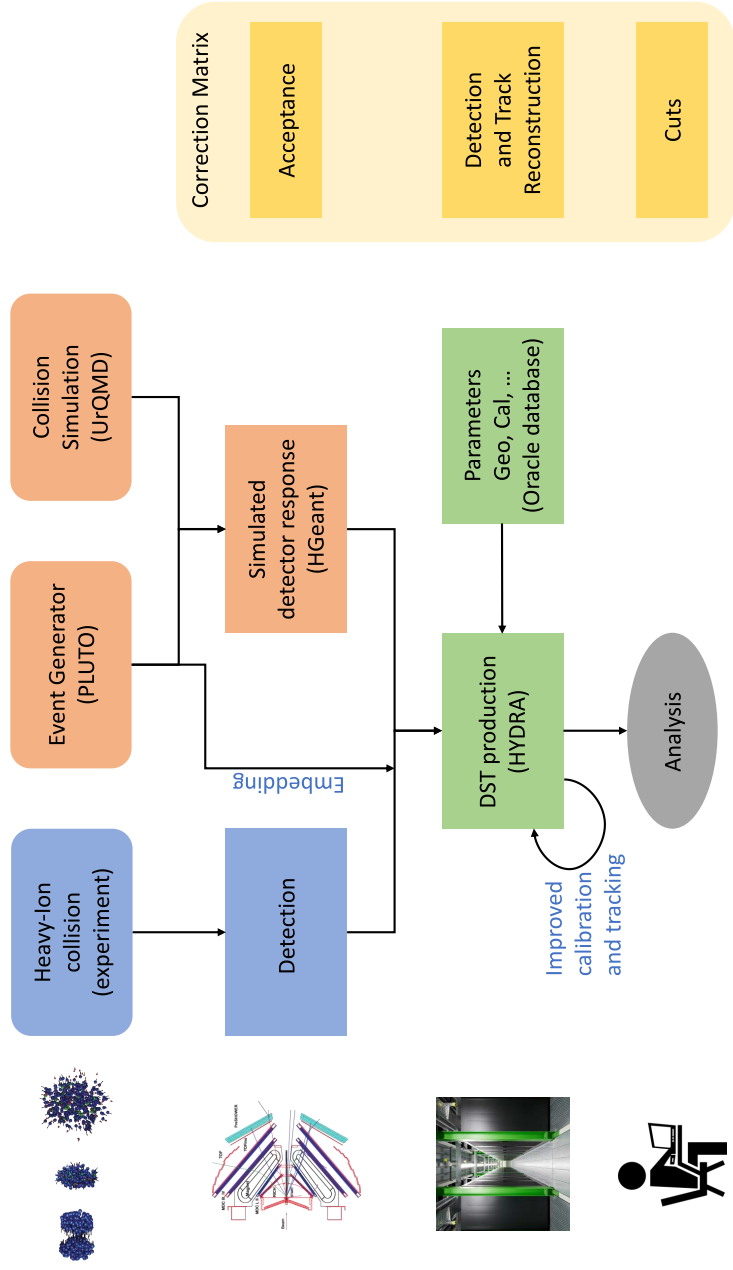 Heavy-Ion
collision
(experiment)
Event Generator
(PLUTO)
Collision
Simulation
(UrQMD)
Correction Matrix
Detection
Embedding
Simulated
detector response
(HGeant)
Acceptance
DST production
(HYDRA)
Parameters
Geo, Cal, ...
(Oracle database)
Detection
and Track
Reconstruction
Improved
calibration
and tracking
Analysis
Cuts